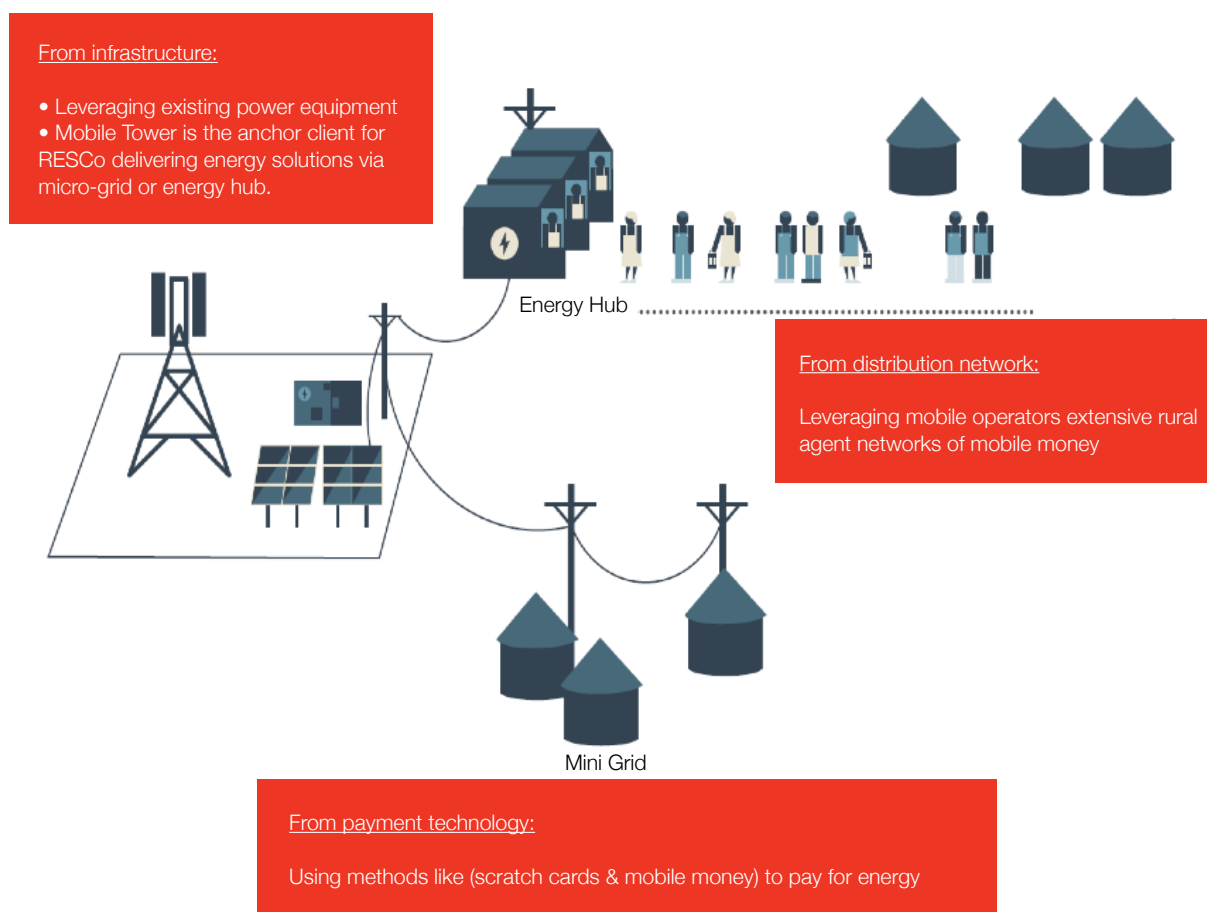 From infrastructure:
• Leveraging existing power equipment
• Mobile Tower is the anchor client for
RESCo delivering energy solutions via
micro-grid or energy hub.
Energy Hub
From distribution network:
Leveraging mobile operators extensive rural
agent networks of mobile money
Mini Grid
From payment technology:
Using methods like (scratch cards & mobile money) to pay for energy